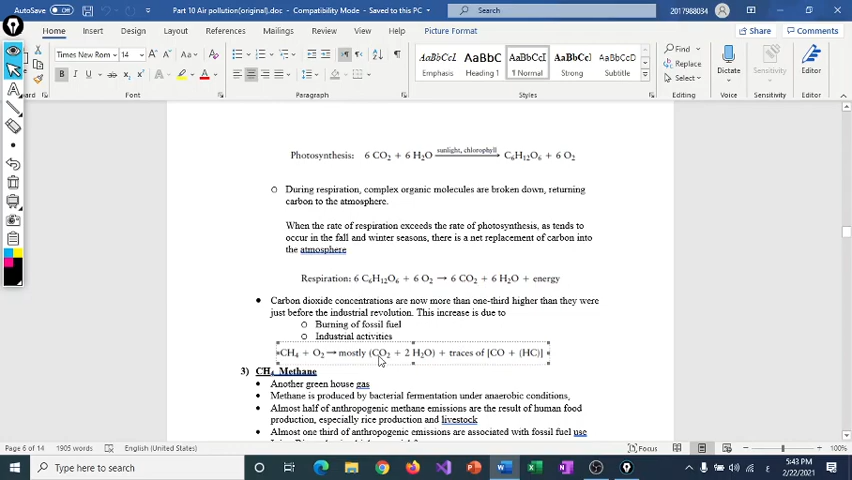 AutoSave Off Part 10 Air pollution(original).doc - Compatibility Mode - Saved to this PC Search 2017988034
File Home Insert Draw Design Layout References Mailings Review View Help Picture Format Share Comments
Times New Rom 14 Emphasis Heading 1 1 Normal Strong Subtitle Find Replace Select Dictate Sensitivity Editor
Font Paragraph Styles Editing Voice Sensitivity Editor
Photosynthesis: 6 CO2 + 6 H2O sunlight, chlorophyll → C6H12O6 + 6 O2
During respiration, complex organic molecules are broken down, returning
carbon to the atmosphere.
When the rate of respiration exceeds the rate of photosynthesis, as tends to
occur in the fall and winter seasons, there is a net replacement of carbon into
the atmosphere
Respiration: 6 C6H12O6 + 6 O2 → 6 CO2 + 6 H2O + energy
Carbon dioxide concentrations are now more than one-third higher than they were
just before the industrial revolution. This increase is due to
Burning of fossil fuel
Industrial activities
CH4 + O2 → mostly (CO2 + 2 H2O) + traces of [CO + (HC)]
3) CH4 Methane
Another green house gas
Methane is produced by bacterial fermentation under anaerobic conditions,
Almost half of anthropogenic methane emissions are the result of human food
production, especially rice production and livestock
Almost one third of anthropogenic emissions are associated with fossil fuel use
Page 6 of 14 1905 words English (United States) Focus 100%
Type here to search 5:43 PM
2/22/2021